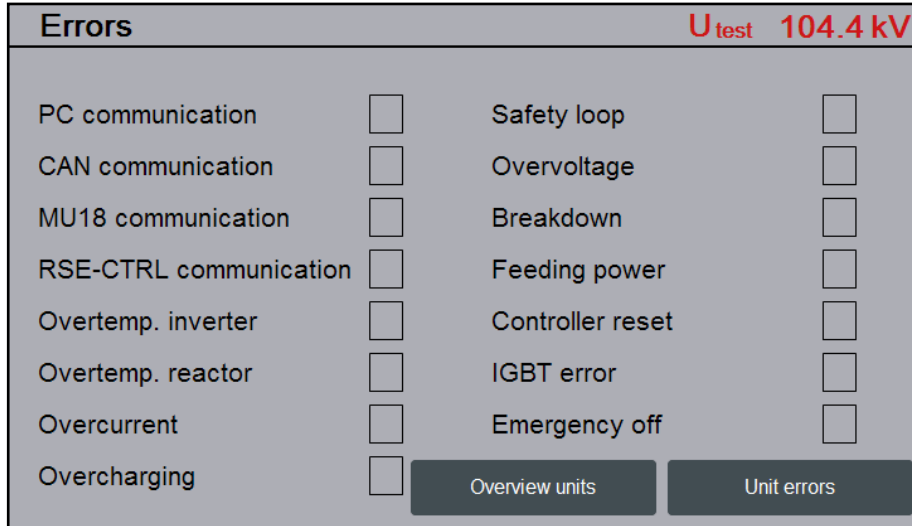 Errors
U test 104.4 kV
PC communication
CAN communication
MU18 communication
RSE-CTRL communication
Overtemp. inverter
Overtemp. reactor
Overcurrent
Overcharging
Safety loop
Overvoltage
Breakdown
Feeding power
Controller reset
IGBT error
Emergency off
Overview units
Unit errors